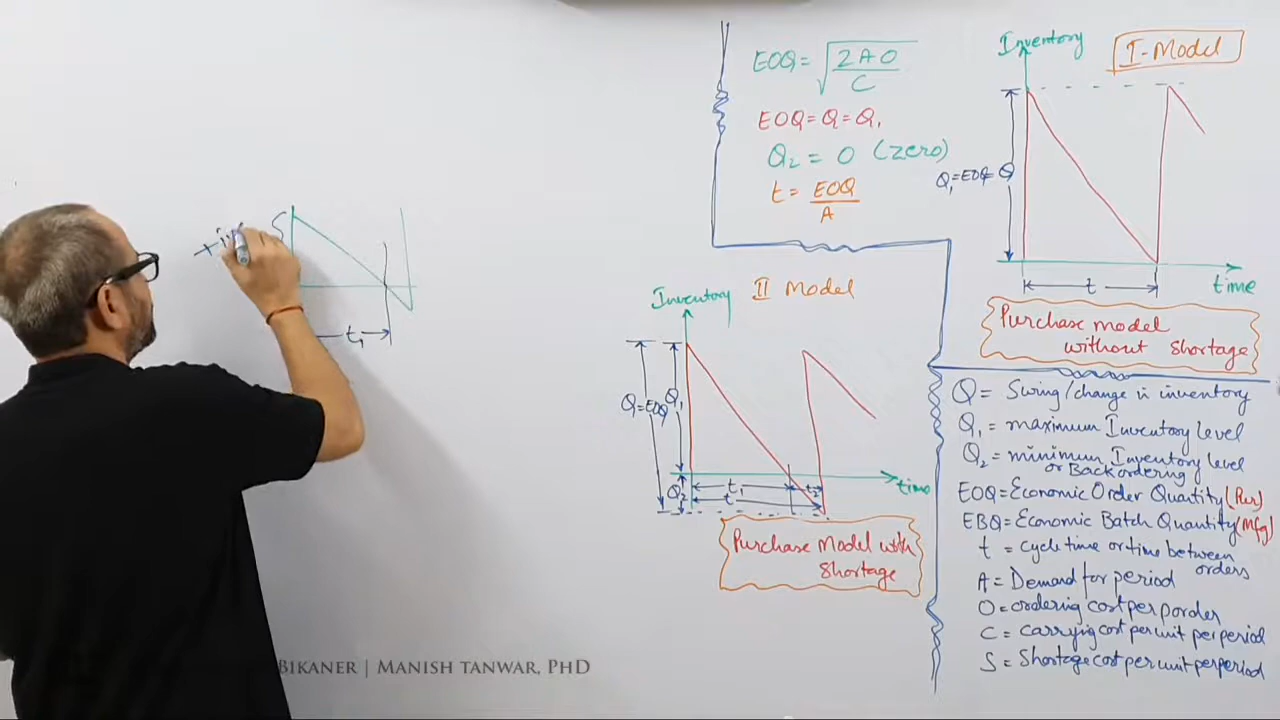 + i
t₁
EOQ = √2AO/C
EOQ = Q = Q₁
Q₂ = 0 (zero)
t = EOQ/A
Inventory
I-Model
Q₁=EOQ=Q
t
time
Purchase model
without shortage
Inventory II Model
Q=EOQ Q₁
Q₂
t₁ t₂
t
time
Purchase Model with
Shortage
Q = Swing/change in inventory
Q₁ = maximum Inventory level
Q₂ = minimum Inventory level
or Backordering
EOQ = Economic Order Quantity (Pur)
EBQ = Economic Batch Quantity (Mfg)
t = cycle time or time between
orders
A = Demand for period
O = ordering cost per porder
C = carrying cost per unit per period
S = Shortage cost per unit per period
BIKANER | MANISH TANWAR, PHD